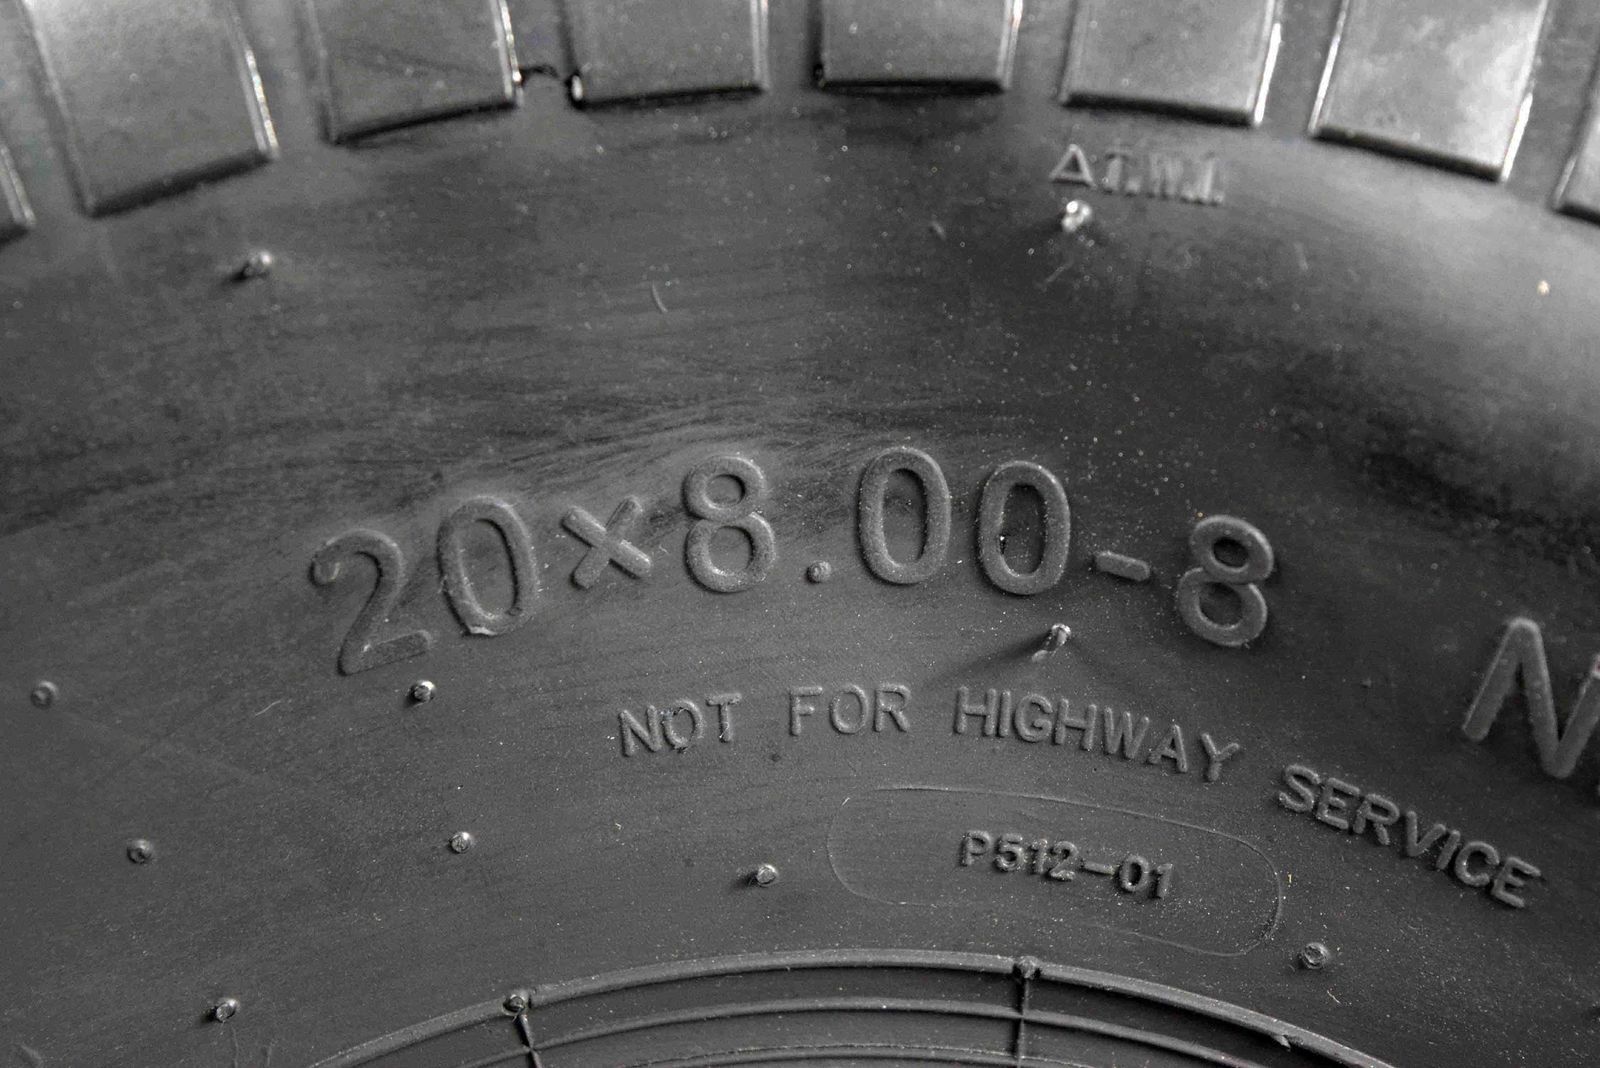 △T.W.I.
20×8.00-8
NOT FOR HIGHWAY SERVICE
P512-01